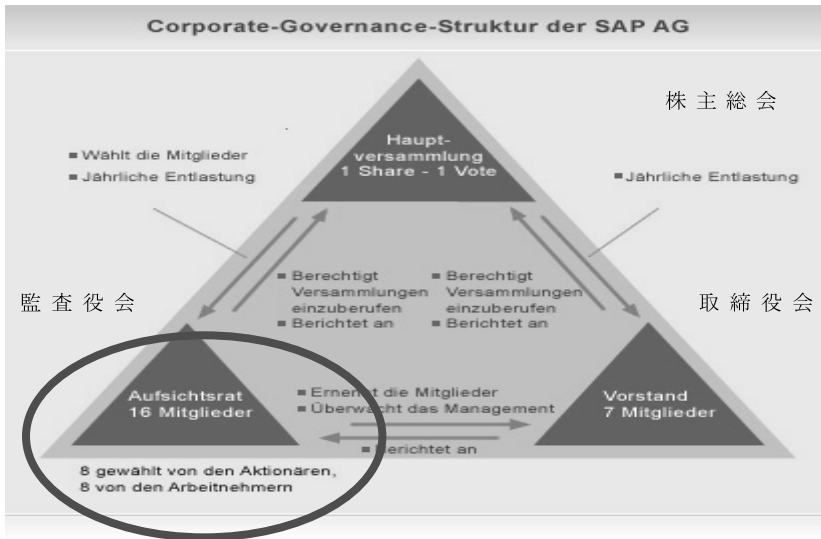 Corporate-Governance-Struktur der SAP AG
株主総会
Haupt-
versammlung
1 Share - 1 Vote
■ Wählt die Mitglieder
■ Jährliche Entlastung
■ Jährliche Entlastung
■ Berechtigt
Versammlungen
einzuberufen
■ Berichtet an
■ Berechtigt
Versammlungen
einzuberufen
■ Berichtet an
監査役会
取締役会
Aufsichtsrat
16 Mitglieder
■ Ernennt die Mitglieder
■ Überwacht das Management
Vorstand
7 Mitglieder
■ Berichtet an
8 gewählt von den Aktionären,
8 von den Arbeitnehmern